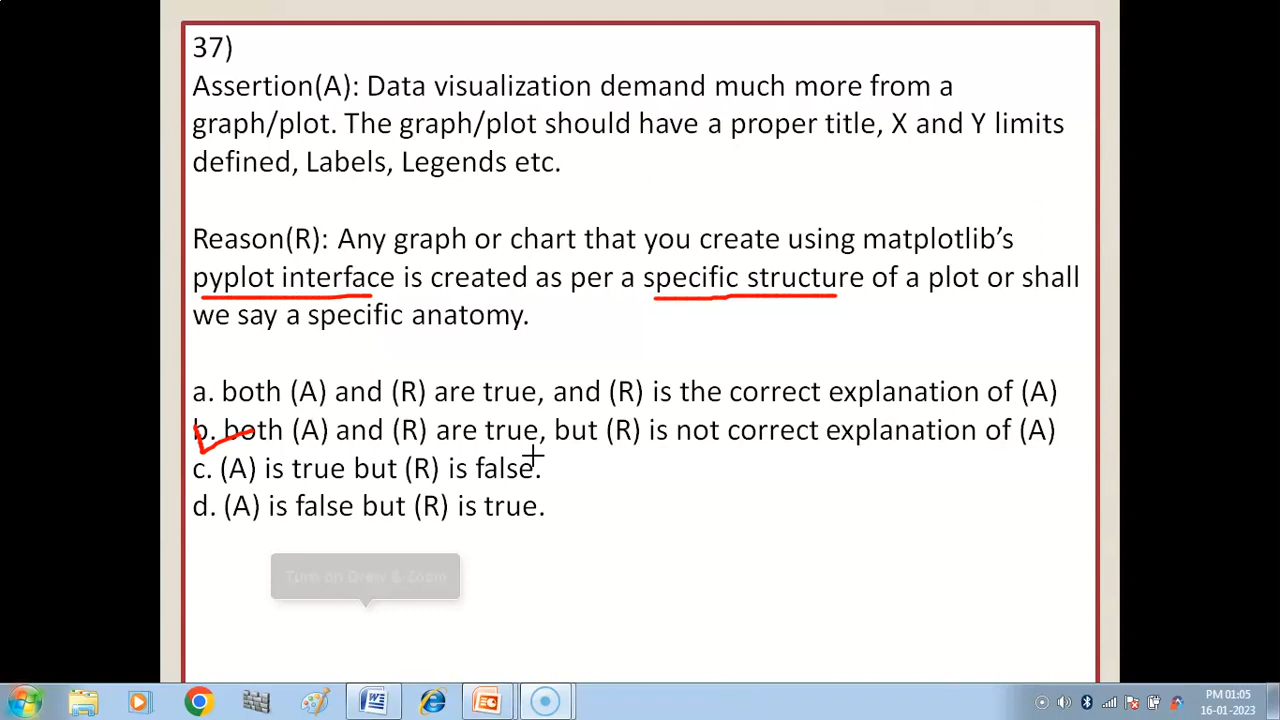 37)
Assertion(A): Data visualization demand much more from a
graph/plot. The graph/plot should have a proper title, X and Y limits
defined, Labels, Legends etc.
Reason(R): Any graph or chart that you create using matplotlib’s
pyplot interface is created as per a specific structure of a plot or shall
we say a specific anatomy.
a. both (A) and (R) are true, and (R) is the correct explanation of (A)
b. both (A) and (R) are true, but (R) is not correct explanation of (A)
c. (A) is true but (R) is false.
d. (A) is false but (R) is true.
Turn on Draw & Zoom
PM 01:05
16-01-2023